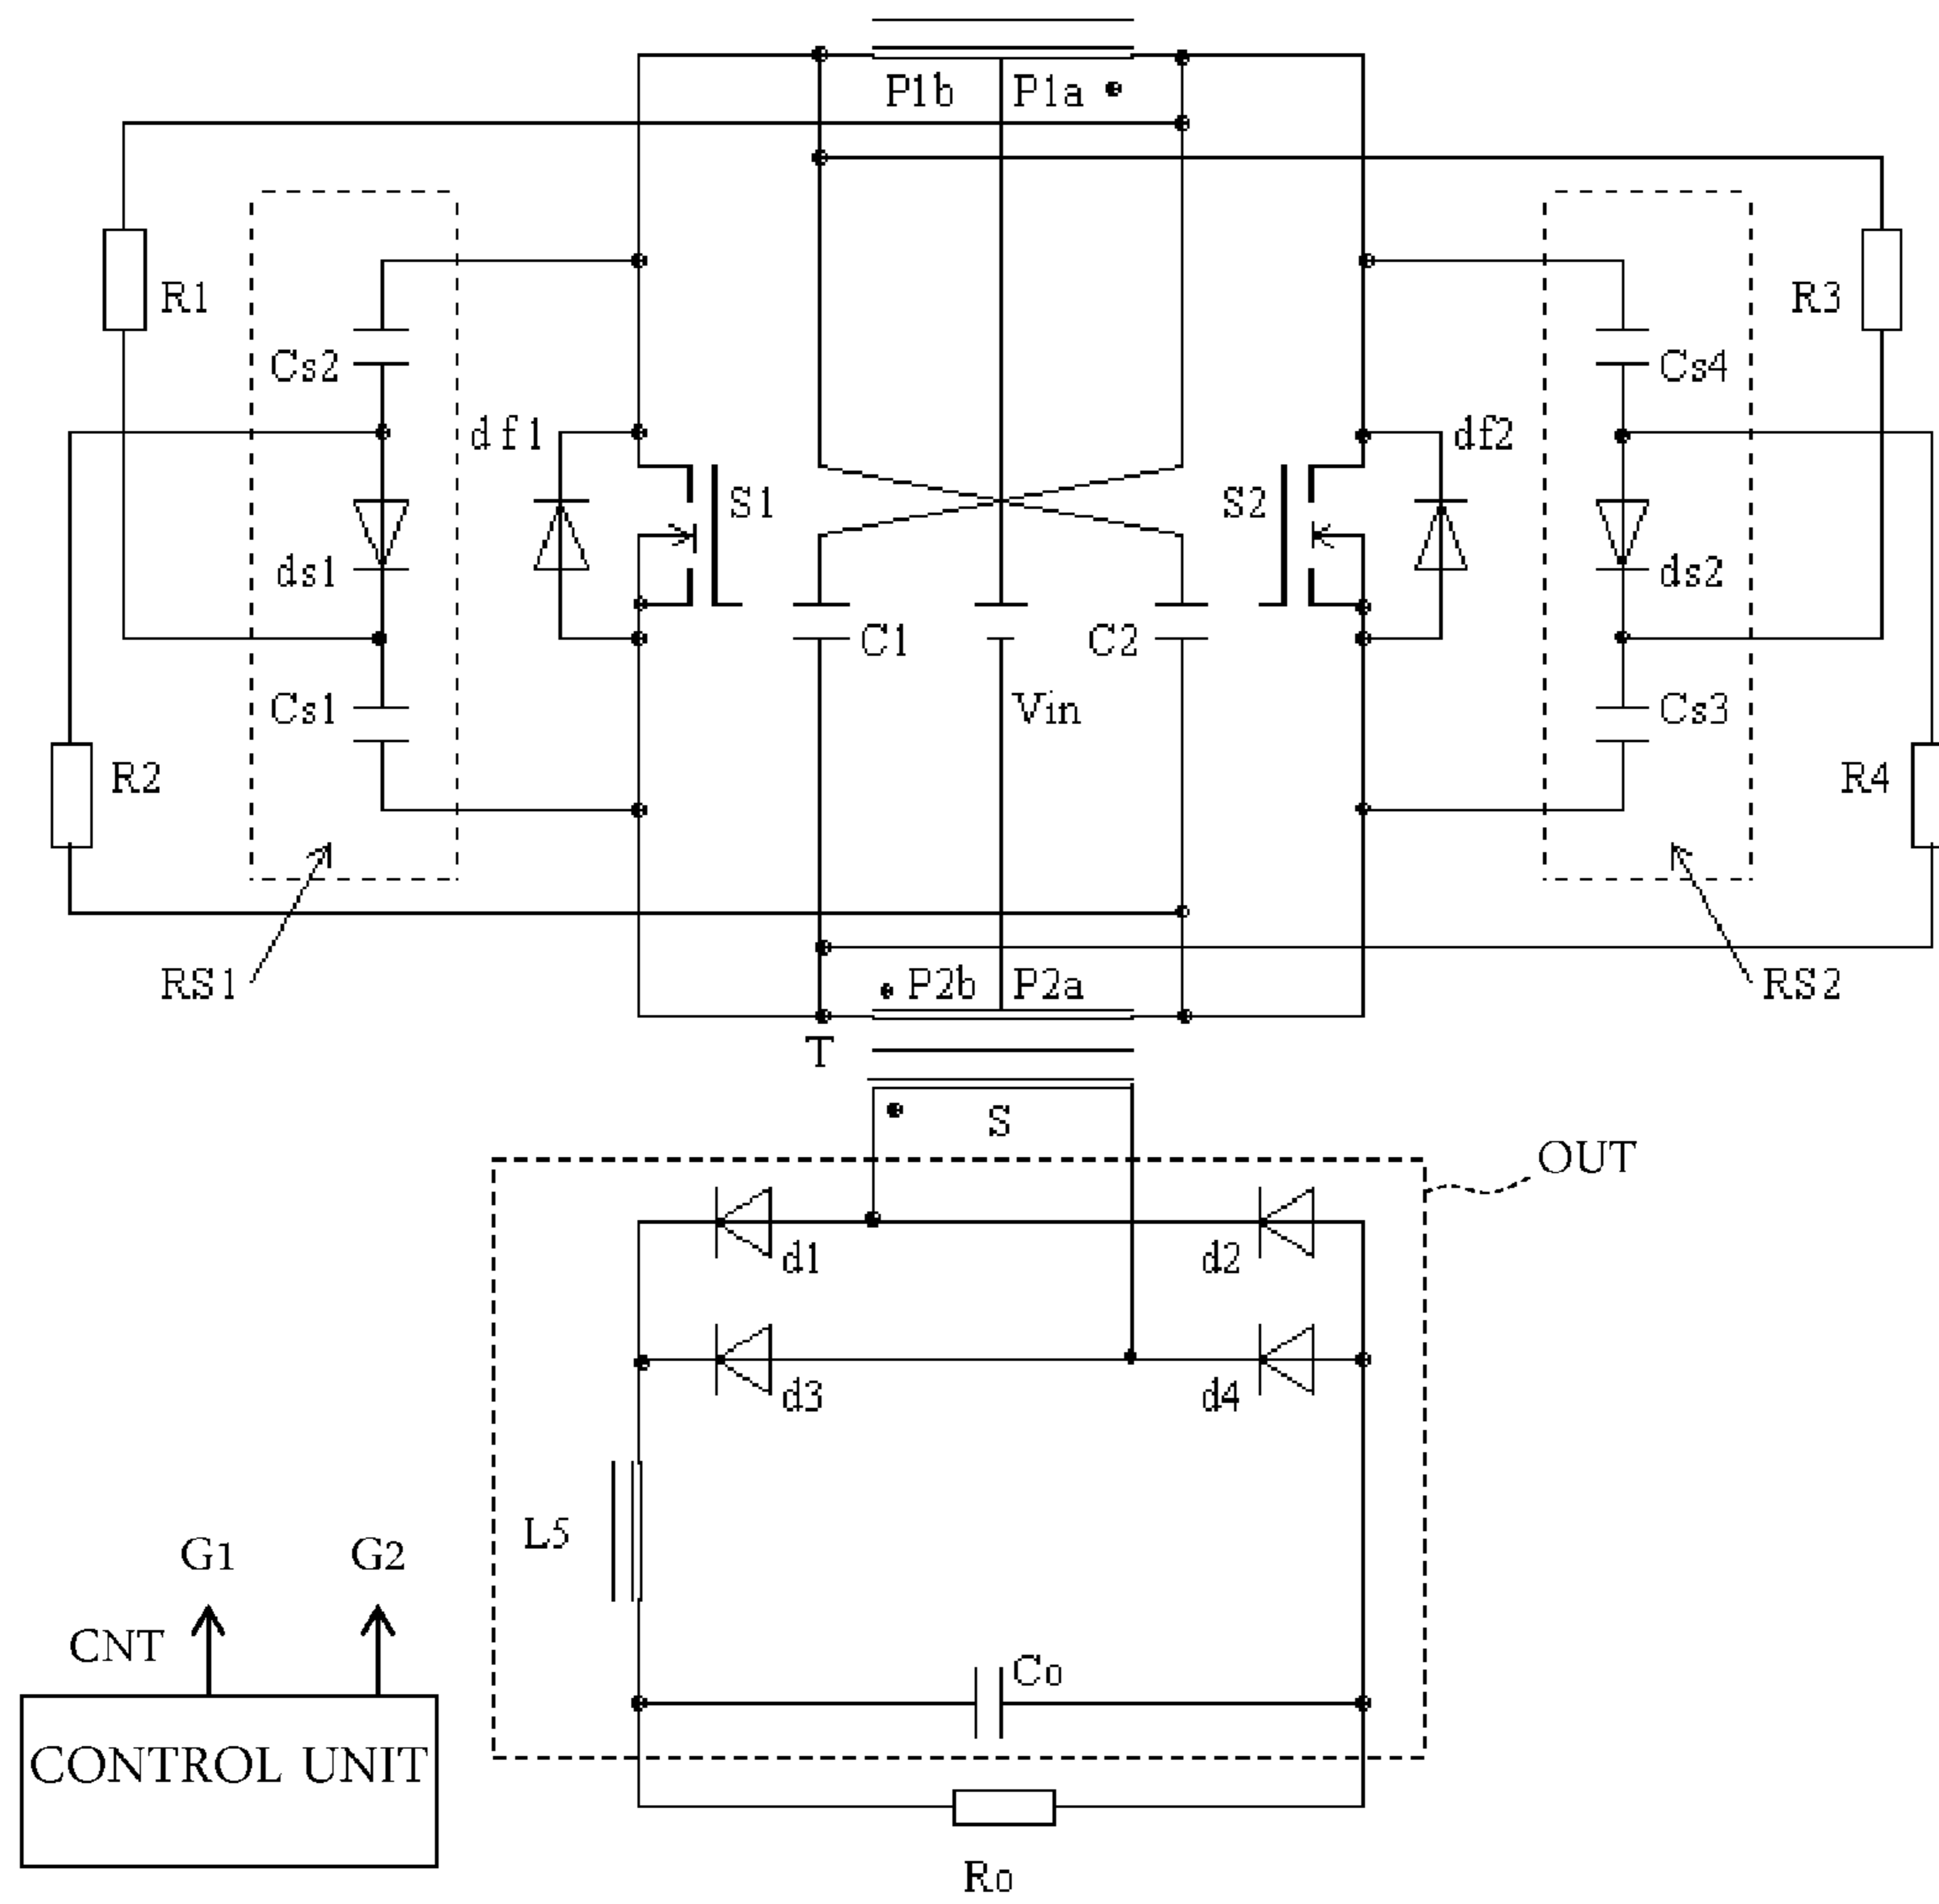 P1b P1a
R1
R3
Cs2
Cs4
df1
df2
S1
S2
ds1
ds2
C1
C2
Cs1
Vin
Cs3
R2
R4
RS1
P2b P2a
RS2
T
S
OUT
d1
d2
d3
d4
L5
G1 G2
CNT
Co
CONTROL UNIT
Ro